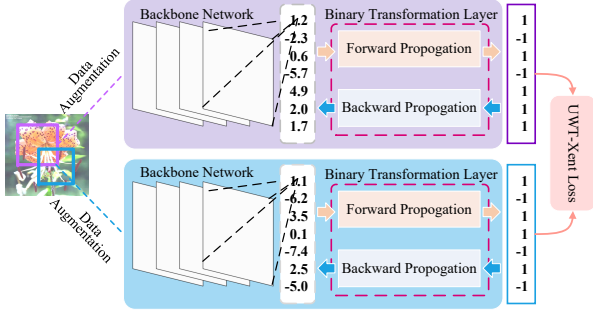 Backbone Network
Binary Transformation Layer
1.2
-2.3
0.6
-5.7
4.9
2.0
1.7
Forward Propogation
Backward Propogation
1
-1
1
-1
1
1
1
Data
Augmentation
Data
Augmentation
UWT-Xent Loss
Backbone Network
Binary Transformation Layer
1.1
-6.2
3.5
0.1
-7.4
2.5
-5.0
Forward Propogation
Backward Propogation
1
-1
1
1
-1
1
-1